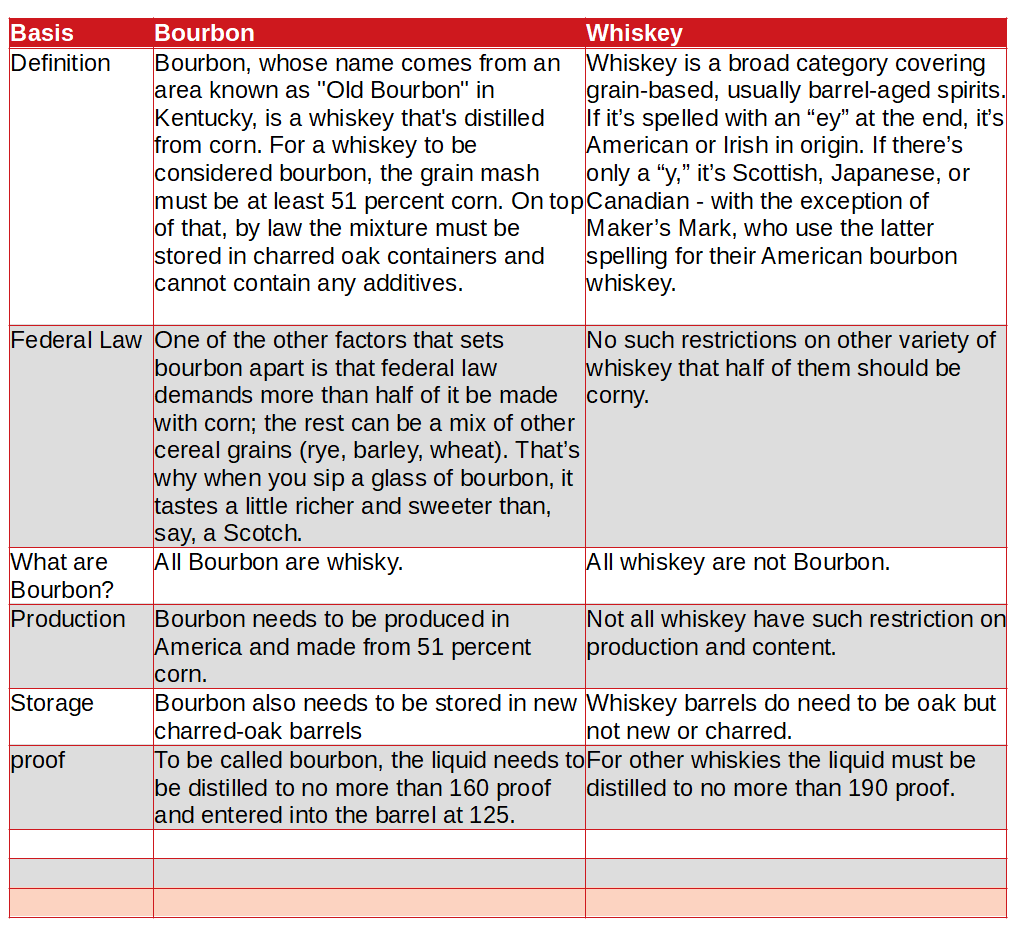 Basis Bourbon Whiskey
Definition
Bourbon, whose name comes from an
area known as "Old Bourbon" in
Kentucky, is a whiskey that's distilled
from corn. For a whiskey to be
considered bourbon, the grain mash
must be at least 51 percent corn. On top
of that, by law the mixture must be
stored in charred oak containers and
cannot contain any additives.
Whiskey is a broad category covering
grain-based, usually barrel-aged spirits.
If it’s spelled with an “ey” at the end, it’s
American or Irish in origin. If there’s
only a “y,” it’s Scottish, Japanese, or
Canadian - with the exception of
Maker’s Mark, who use the latter
spelling for their American bourbon
whiskey.
Federal Law
One of the other factors that sets
bourbon apart is that federal law
demands more than half of it be made
with corn; the rest can be a mix of other
cereal grains (rye, barley, wheat). That’s
why when you sip a glass of bourbon, it
tastes a little richer and sweeter than,
say, a Scotch.
No such restrictions on other variety of
whiskey that half of them should be
corny.
What are
Bourbon?
All Bourbon are whisky.
All whiskey are not Bourbon.
Production
Bourbon needs to be produced in
America and made from 51 percent
corn.
Not all whiskey have such restriction on
production and content.
Storage
Bourbon also needs to be stored in new
charred-oak barrels
Whiskey barrels do need to be oak but
not new or charred.
proof
To be called bourbon, the liquid needs to
be distilled to no more than 160 proof
and entered into the barrel at 125.
For other whiskies the liquid must be
distilled to no more than 190 proof.